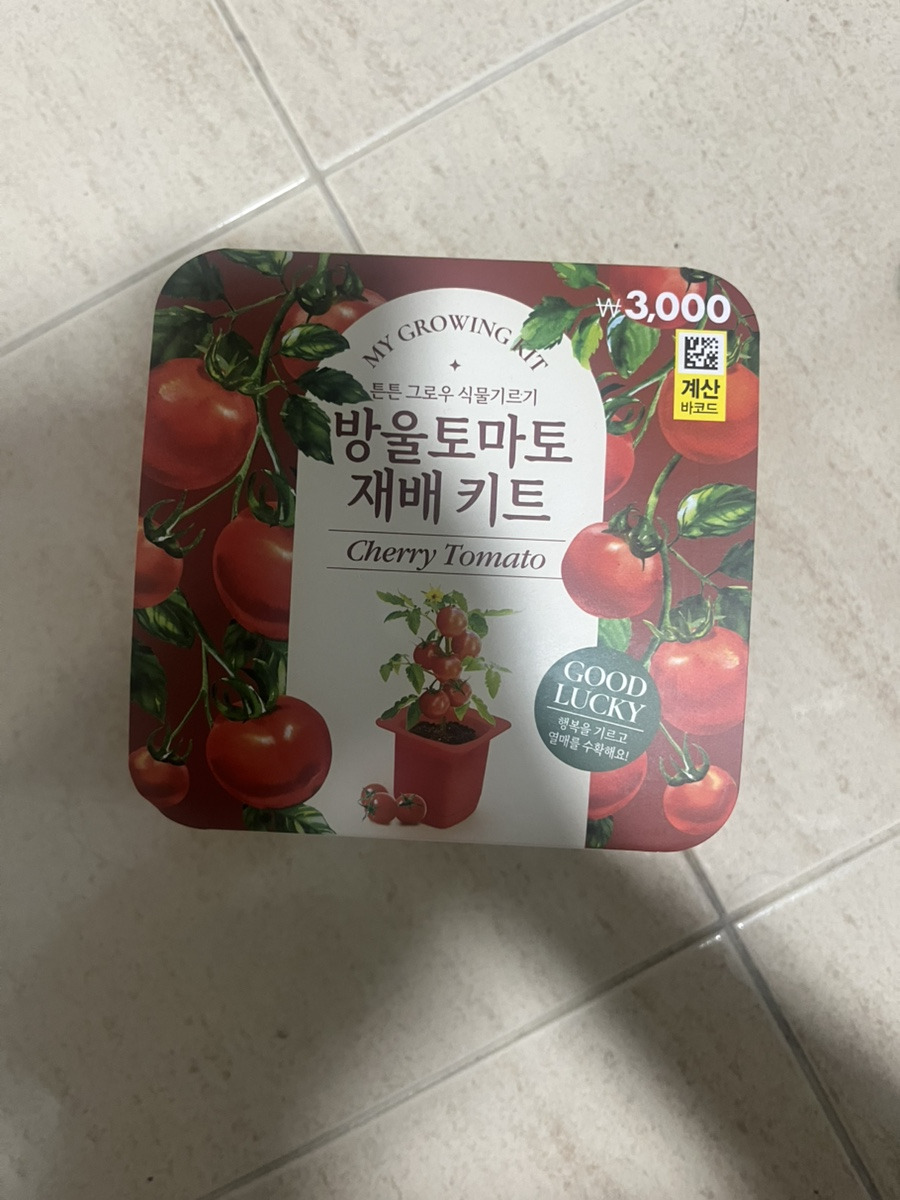 ₩3,000
계산
바코드
MY GROWING KIT
튼튼 그로우 식물기르기
방울토마토
재배 키트
Cherry Tomato
GOOD
LUCKY
행복을 기르고
열매를 수확해요!